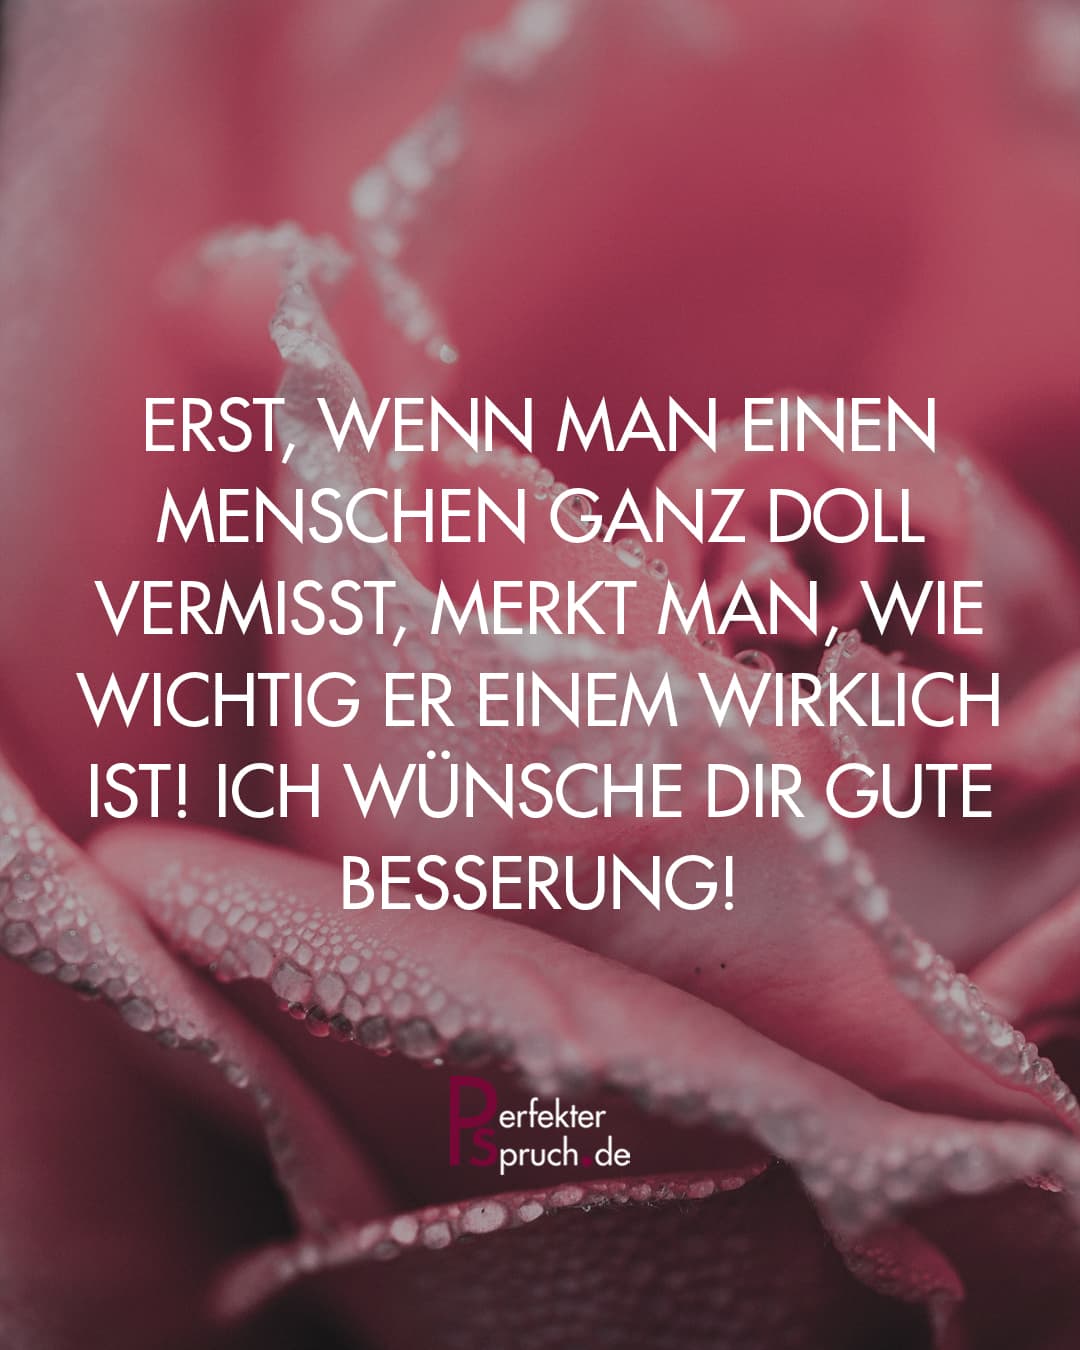 ERST, WENN MAN EINEN
MENSCHEN GANZ DOLL
VERMISST, MERKT MAN, WIE
WICHTIG ER EINEM WIRKLICH
IST! ICH WÜNSCHE DIR GUTE
BESSERUNG!
Perfekter
Spruch.de